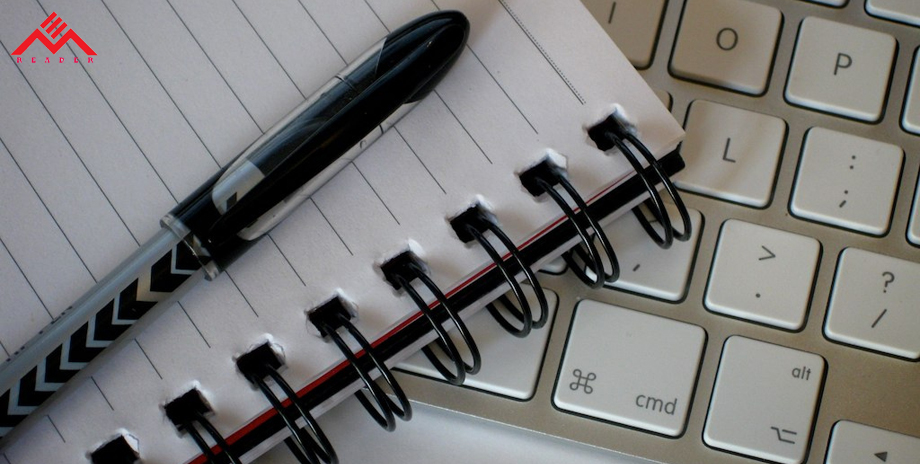 READER
I
O
P
L
:
;
,
>
.
?
/
⌘
cmd
alt
⌥
◄